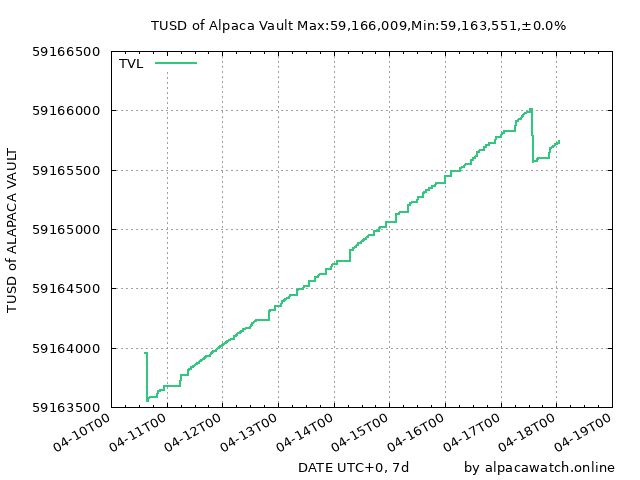 TUSD of Alpaca Vault Max:59,166,009,Min:59,163,551,±0.0%
TVL
TUSD of ALAPACA VAULT
59166500
59166000
59165500
59165000
59164500
59164000
59163500
04-10T00
04-11T00
04-12T00
04-13T00
04-14T00
04-15T00
04-16T00
04-17T00
04-18T00
04-19T00
DATE UTC+0, 7d
by alpacawatch.online